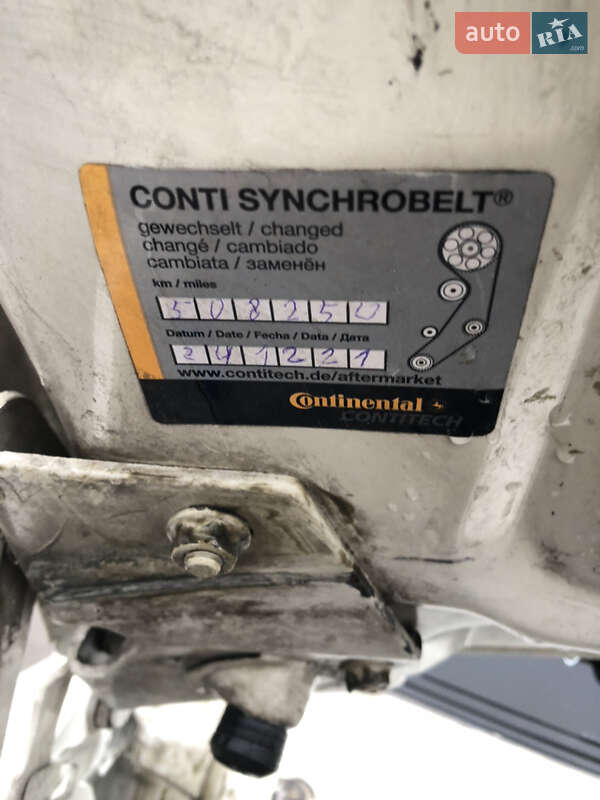 auto RIA.com
CONTI SYNCHROBELT®
gewechselt / changed
changé / cambiado
cambiata / заменён
km / miles
508250
Datum / Date / Fecha / Data / Дата
241221
www.contitech.de/aftermarket
Continental
CONTITECH